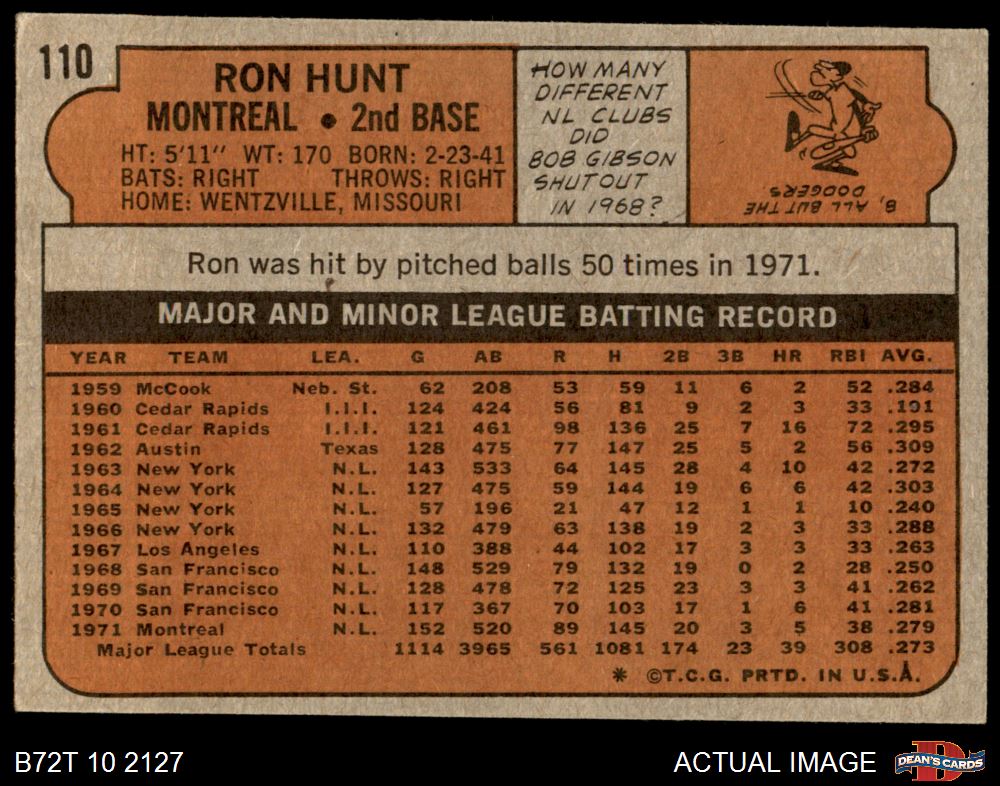 110
RON HUNT
MONTREAL • 2nd BASE
HT: 5'11" WT: 170 BORN: 2-23-41
BATS: RIGHT THROWS: RIGHT
HOME: WENTZVILLE, MISSOURI
HOW MANY
DIFFERENT
NL CLUBS
DID
BOB GIBSON
SHUTOUT
IN 1968?
8, ALL BUT THE
DODGERS.
Ron was hit by pitched balls 50 times in 1971.
MAJOR AND MINOR LEAGUE BATTING RECORD
YEAR TEAM LEA. G AB R H 2B 3B HR RBI AVG.
1959 McCook Neb. St. 62 208 53 59 11 6 2 52 .284
1960 Cedar Rapids I.I.I. 124 424 56 81 9 2 3 33 .191
1961 Cedar Rapids I.I.I. 121 461 98 136 25 7 16 72 .295
1962 Austin Texas 128 475 77 147 25 5 2 56 .309
1963 New York N.L. 143 533 64 145 28 4 10 42 .272
1964 New York N.L. 127 475 59 144 19 6 6 42 .303
1965 New York N.L. 57 196 21 47 12 1 1 10 .240
1966 New York N.L. 132 479 63 138 19 2 3 33 .288
1967 Los Angeles N.L. 110 388 44 102 17 3 3 33 .263
1968 San Francisco N.L. 148 529 79 132 19 0 2 28 .250
1969 San Francisco N.L. 128 478 72 125 23 3 3 41 .262
1970 San Francisco N.L. 117 367 70 103 17 1 6 41 .281
1971 Montreal N.L. 152 520 89 145 20 3 5 38 .279
Major League Totals 1114 3965 561 1081 174 23 39 308 .273
* ©T.C.G. PRTD. IN U.S.A.
B72T 10 2127
ACTUAL IMAGE
D
DEAN'S CARDS